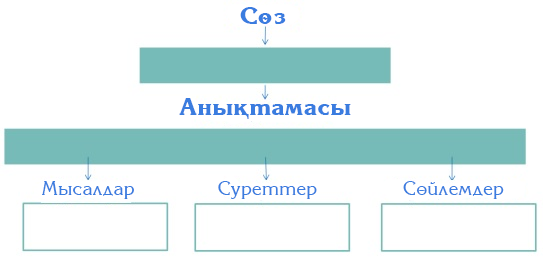 Сөз
Анықтамасы
Мысалдар Суреттер Сөйлемдер